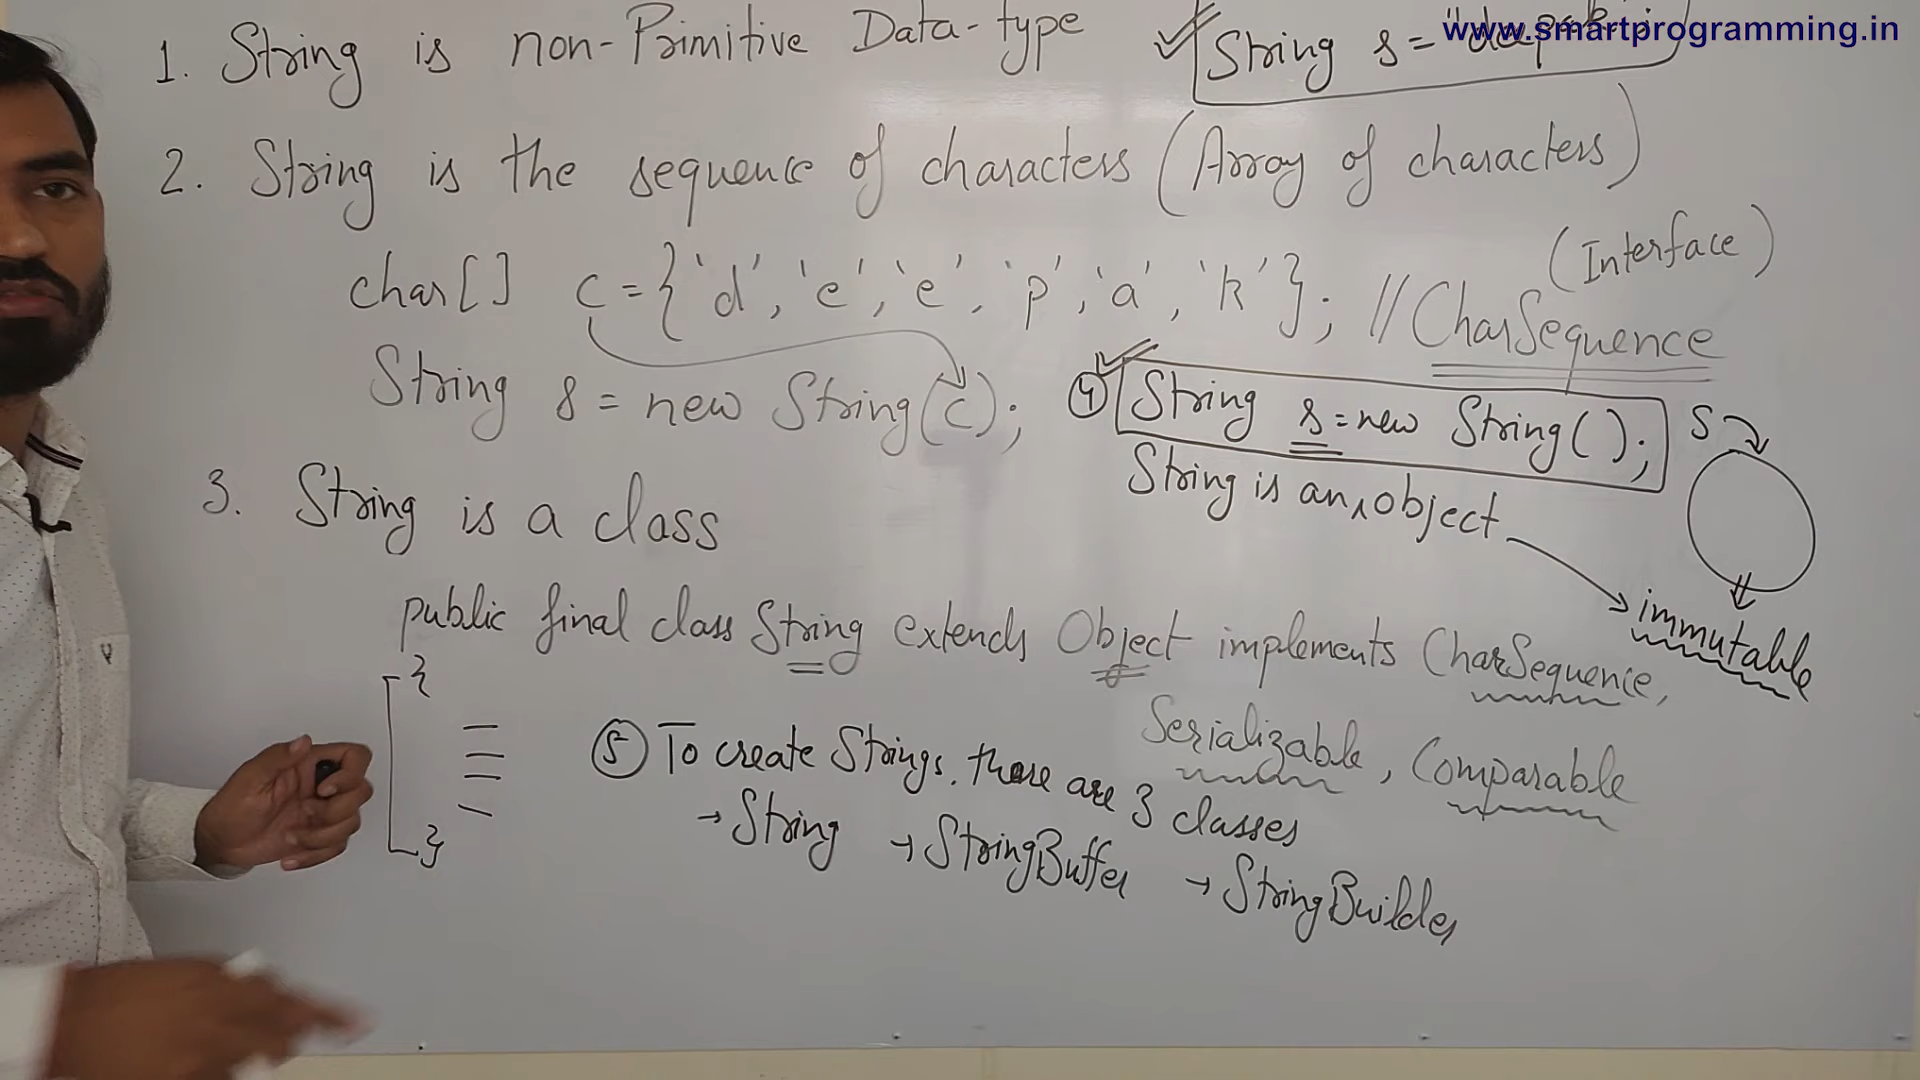 www.smartprogramming.in
1. String is non-Primitive Data-type
String s =
2. String is the sequence of characters (Array of characters)
char[] c = {'d', 'e', 'e', 'p', 'a', 'k'}; // CharSequence
(Interface)
String s = new String(c);
4 String s = new String();
String is an object
S
immutable
3. String is a class
public final class String extends Object implements CharSequence,
Serializable, Comparable
{
}
5 To create Strings, there are 3 classes
→ String → StringBuffer → StringBuilder